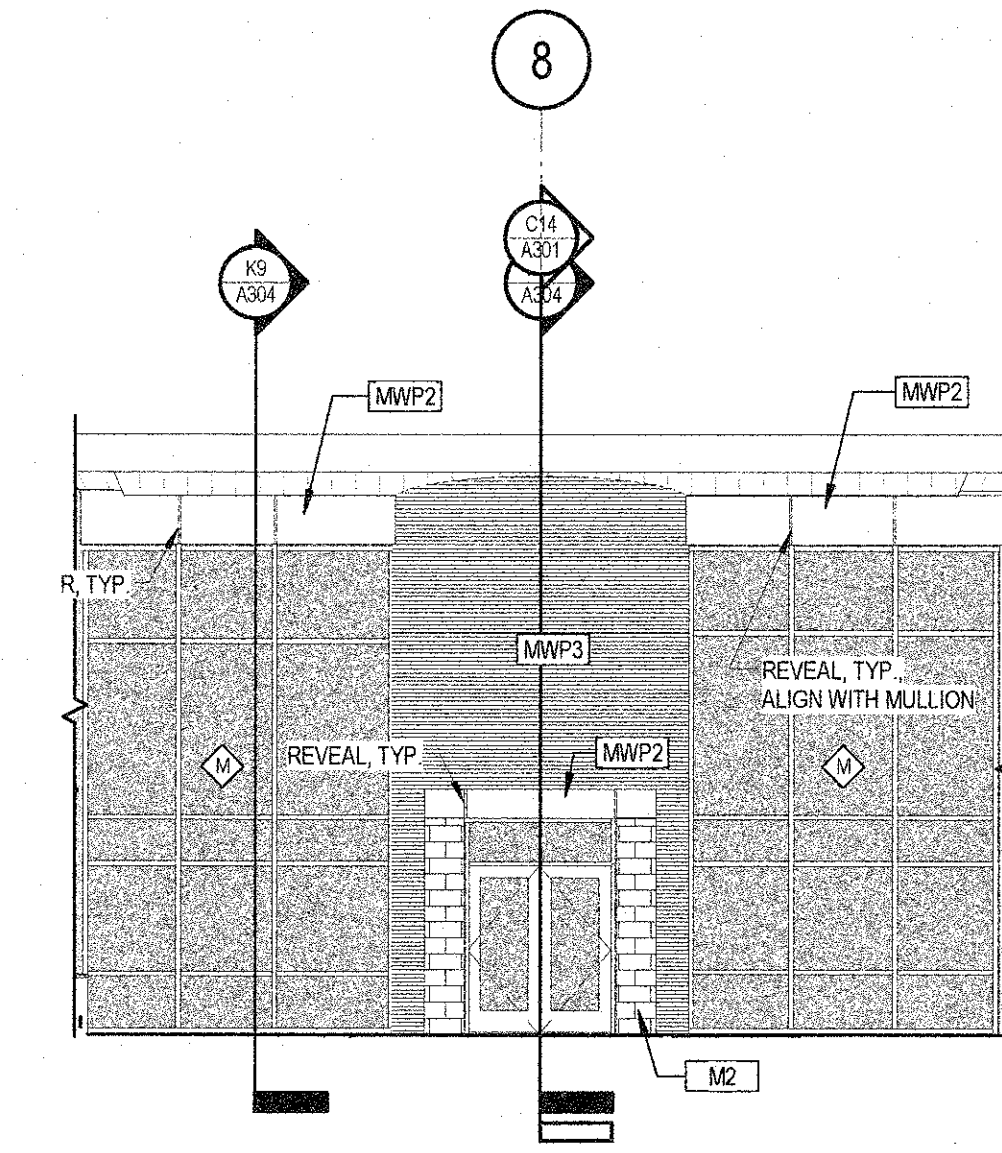 8
C14
A301
A304
K9
A304
MWP2
MWP2
R, TYP.
MWP3
REVEAL, TYP.,
ALIGN WITH MULLION
REVEAL, TYP.
MWP2
M
M
M2